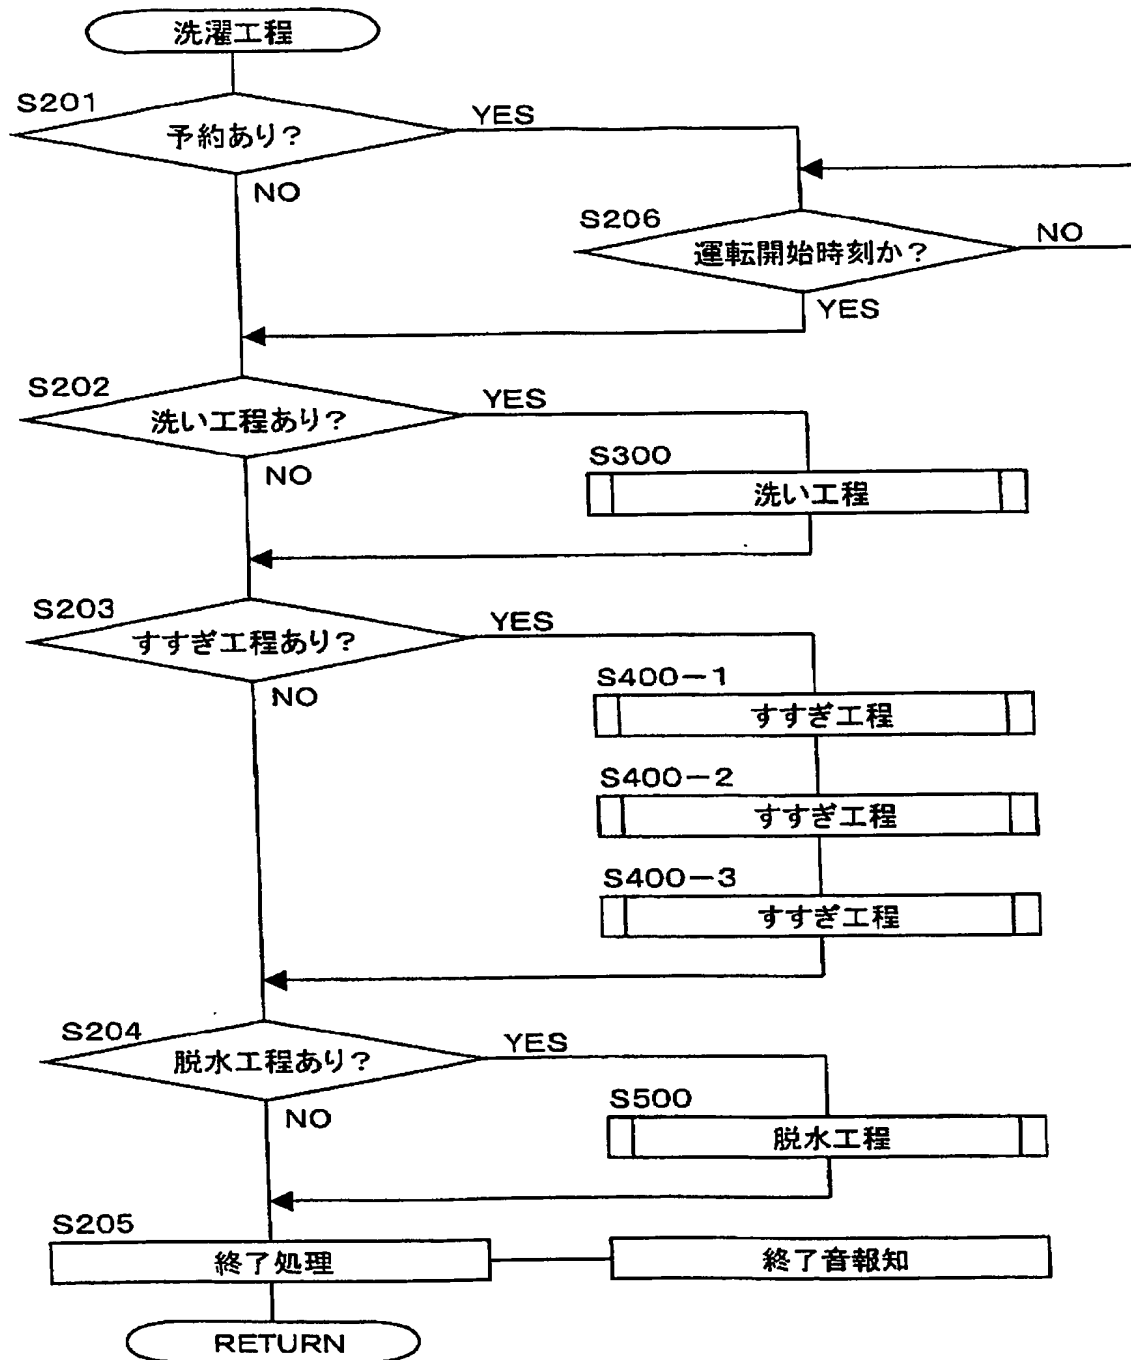 洗濯工程
S201
予約あり?
YES
NO
S206
運転開始時刻か?
NO
YES
S202
洗い工程あり?
YES
NO
S300
洗い工程
S203
すすぎ工程あり?
YES
NO
S400-1
すすぎ工程
S400-2
すすぎ工程
S400-3
すすぎ工程
S204
脱水工程あり?
YES
NO
S500
脱水工程
S205
終了処理
終了音報知
RETURN